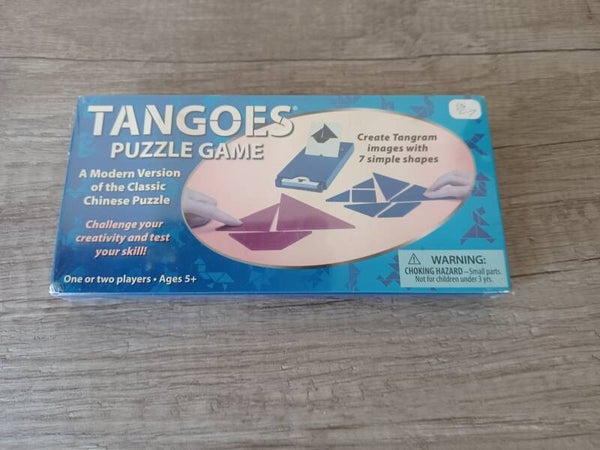 TANGOES®
PUZZLE GAME
A Modern Version
of the Classic
Chinese Puzzle
Challenge your
creativity and test
your skill!
One or two players • Ages 5+
Create Tangram
images with
7 simple shapes
⚠ WARNING:
CHOKING HAZARD – Small parts.
Not for children under 3 yrs.